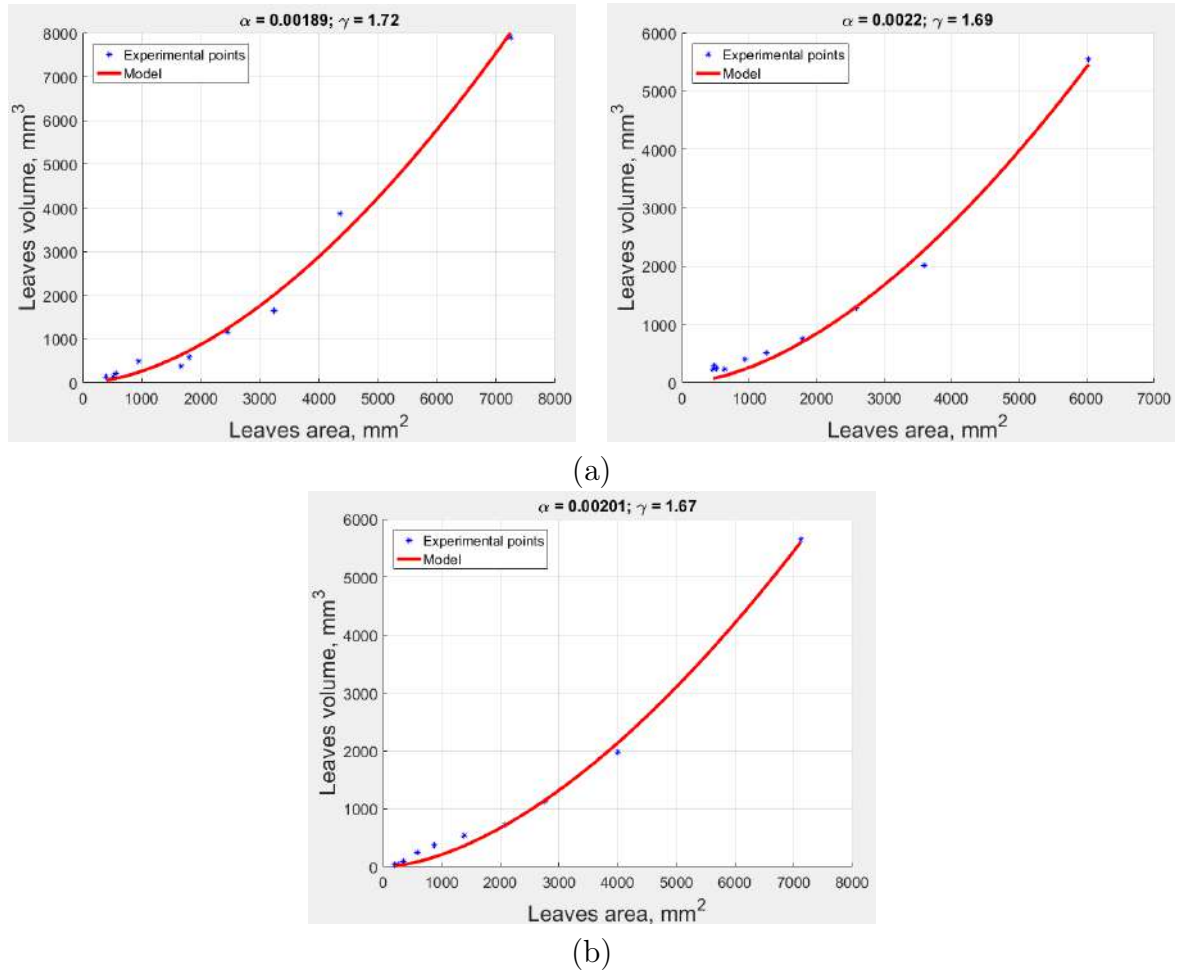 α = 0.00189; γ = 1.72
Experimental points
Model
8000
7000
6000
5000
4000
3000
2000
1000
0
Leaves volume, mm³
0 1000 2000 3000 4000 5000 6000 7000 8000
Leaves area, mm²
α = 0.0022; γ = 1.69
Experimental points
Model
6000
5000
4000
3000
2000
1000
0
Leaves volume, mm³
0 1000 2000 3000 4000 5000 6000 7000
Leaves area, mm²
(a)
α = 0.00201; γ = 1.67
Experimental points
Model
6000
5000
4000
3000
2000
1000
0
Leaves volume, mm³
0 1000 2000 3000 4000 5000 6000 7000 8000
Leaves area, mm²
(b)